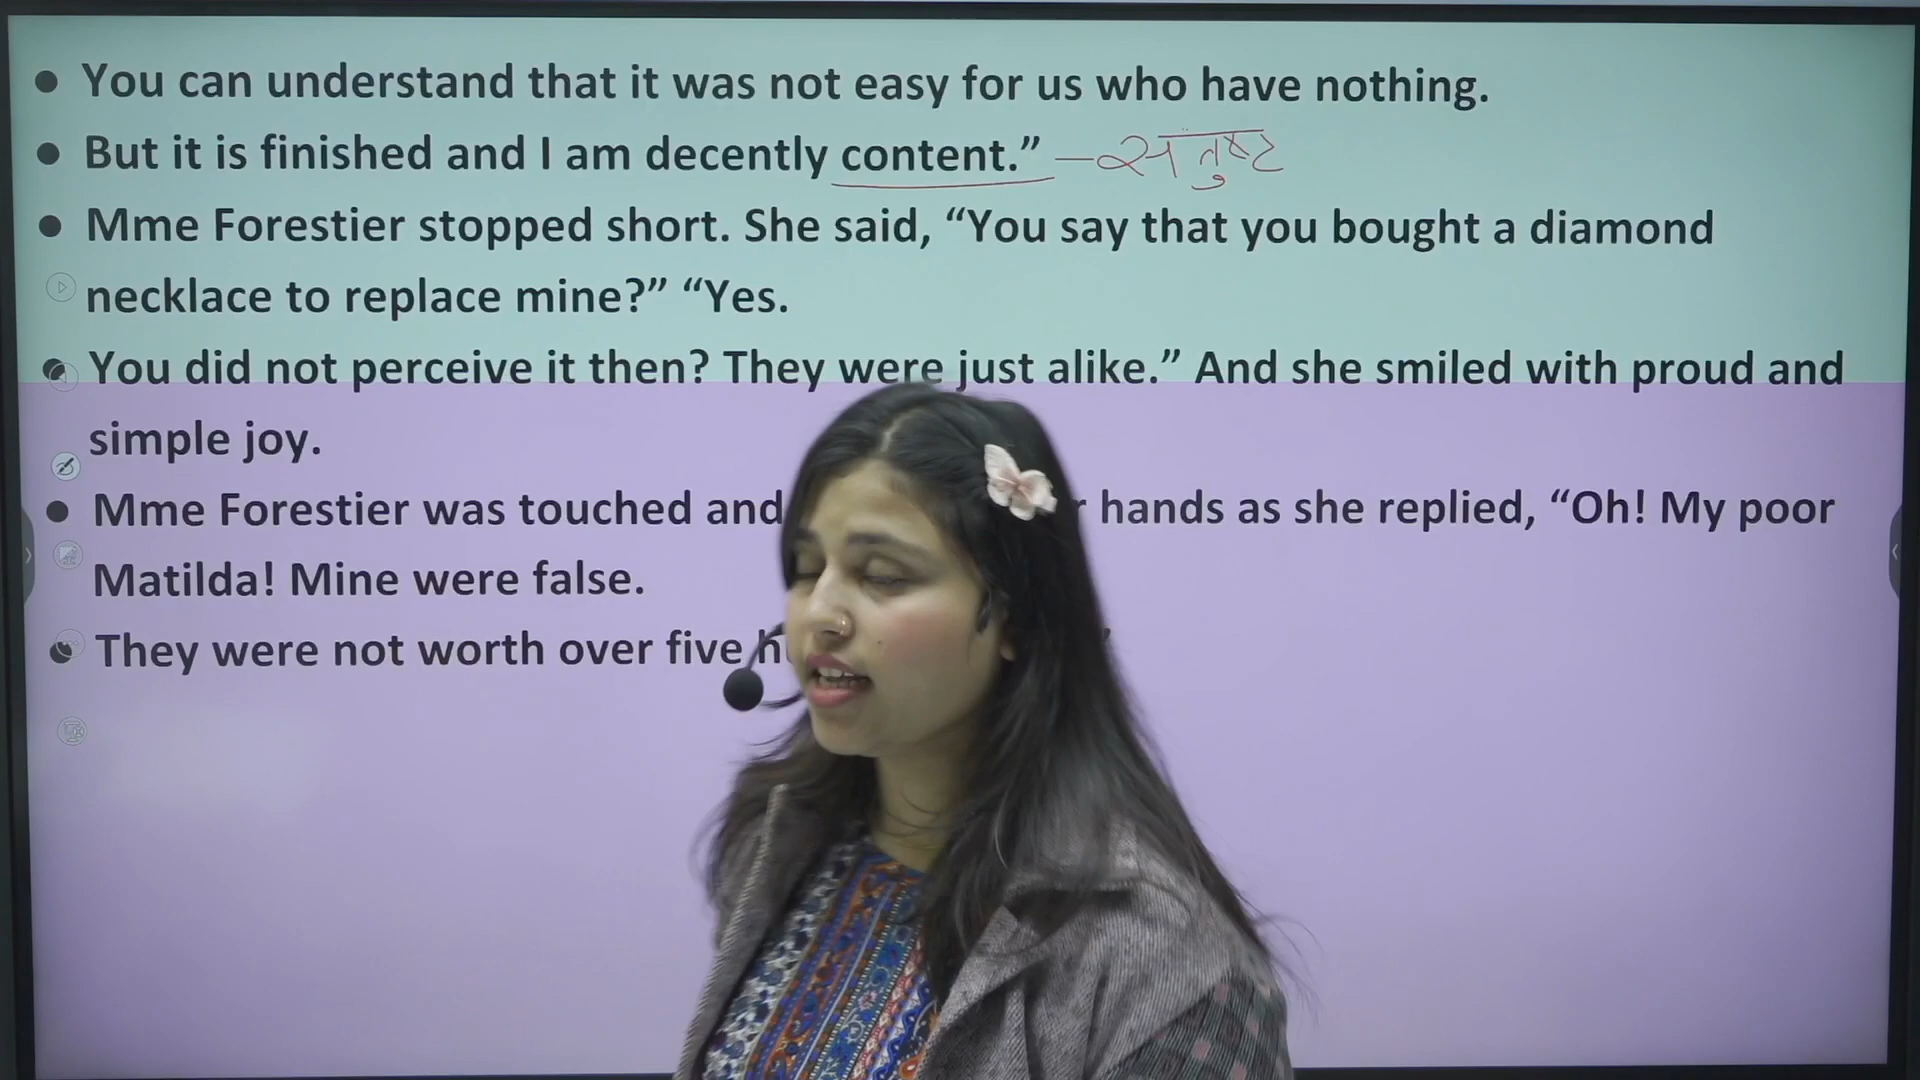 ● You can understand that it was not easy for us who have nothing.
● But it is finished and I am decently content.” – सन्तुष्ट
● Mme Forestier stopped short. She said, “You say that you bought a diamond
necklace to replace mine?” “Yes.
● You did not perceive it then? They were just alike.” And she smiled with proud and
simple joy.
● Mme Forestier was touched and hands as she replied, “Oh! My poor
Matilda! Mine were false.
● They were not worth over five